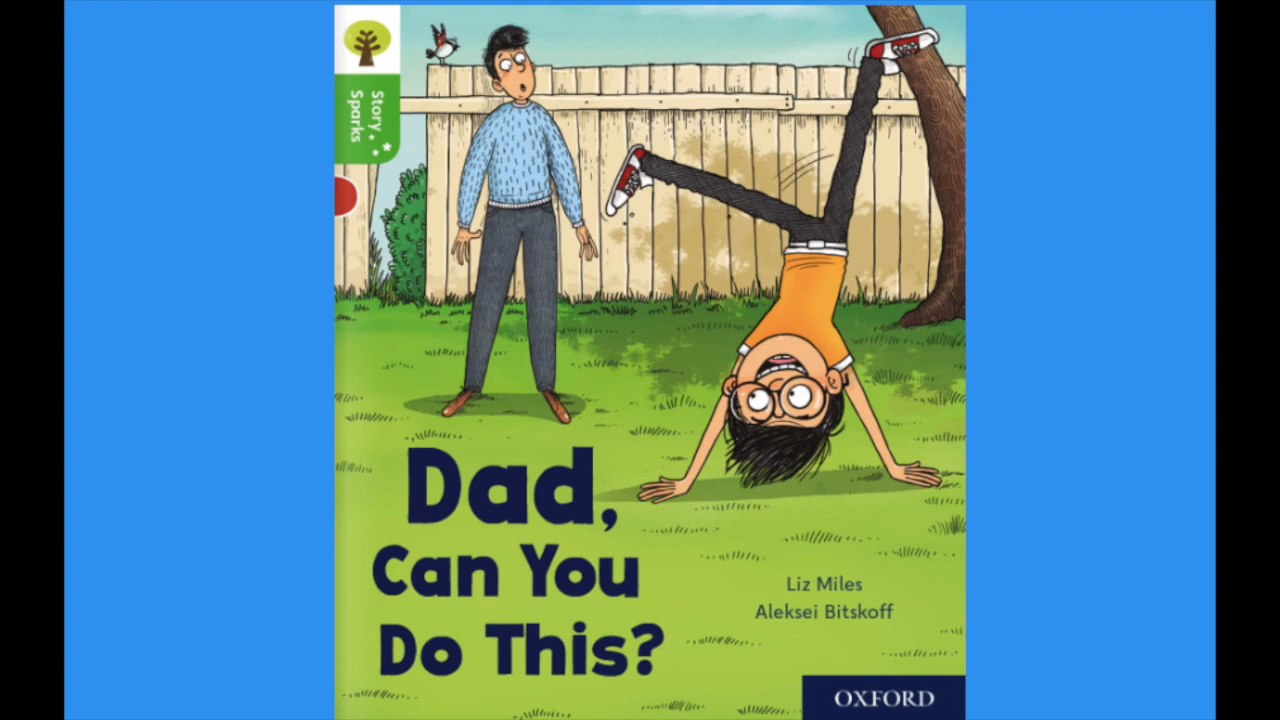 Story
Sparks
Dad,
Can You
Do This?
Liz Miles
Aleksei Bitskoff
OXFORD